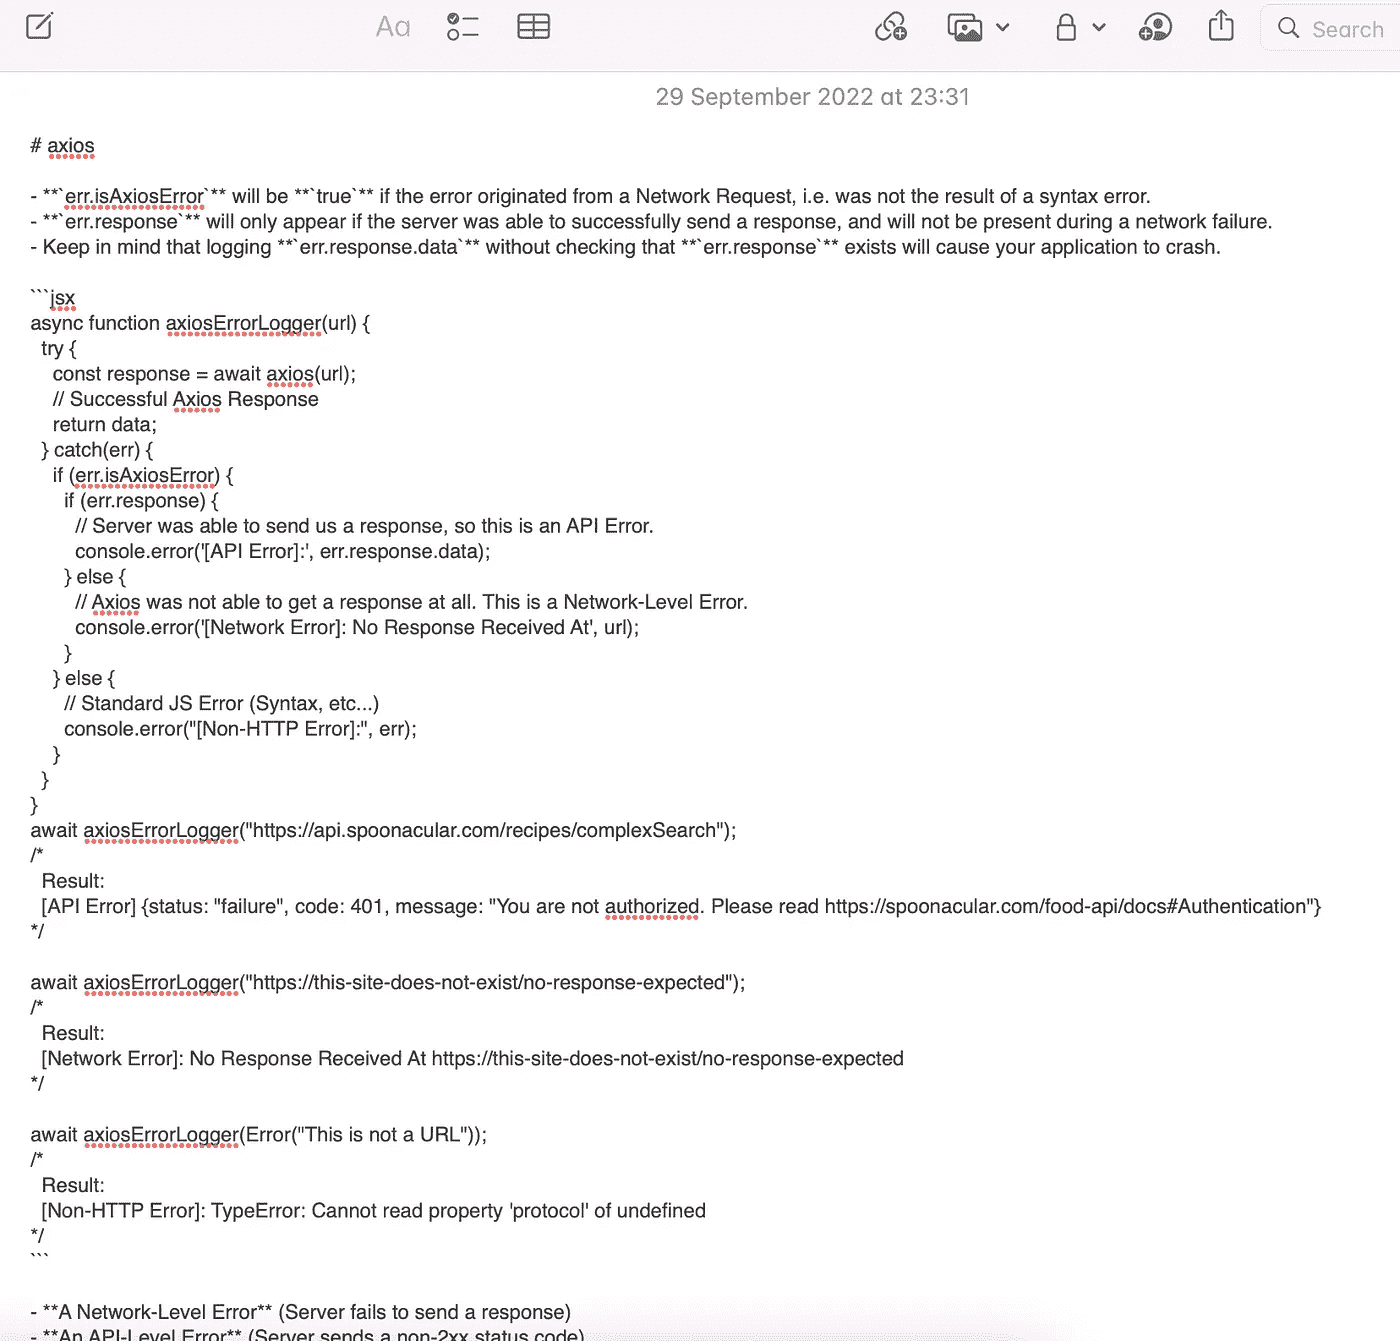 Aa
Search
29 September 2022 at 23:31
# axios
- **`err.isAxiosError`** will be **`true`** if the error originated from a Network Request, i.e. was not the result of a syntax error.
- **`err.response`** will only appear if the server was able to successfully send a response, and will not be present during a network failure.
- Keep in mind that logging **`err.response.data`** without checking that **`err.response`** exists will cause your application to crash.
```jsx
async function axiosErrorLogger(url) {
  try {
    const response = await axios(url);
    // Successful Axios Response
    return data;
  } catch(err) {
    if (err.isAxiosError) {
      if (err.response) {
        // Server was able to send us a response, so this is an API Error.
        console.error('[API Error]:', err.response.data);
      } else {
        // Axios was not able to get a response at all. This is a Network-Level Error.
        console.error('[Network Error]: No Response Received At', url);
      }
    } else {
      // Standard JS Error (Syntax, etc...)
      console.error("[Non-HTTP Error]:", err);
    }
  }
}
await axiosErrorLogger("https://api.spoonacular.com/recipes/complexSearch");
/*
  Result:
  [API Error] {status: "failure", code: 401, message: "You are not authorized. Please read https://spoonacular.com/food-api/docs#Authentication"}
*/
await axiosErrorLogger("https://this-site-does-not-exist/no-response-expected");
/*
  Result:
  [Network Error]: No Response Received At https://this-site-does-not-exist/no-response-expected
*/
await axiosErrorLogger(Error("This is not a URL"));
/*
  Result:
  [Non-HTTP Error]: TypeError: Cannot read property 'protocol' of undefined
*/
```
- **A Network-Level Error** (Server fails to send a response)
- **An API-Level Error** (Server sends a non-2xx status code)